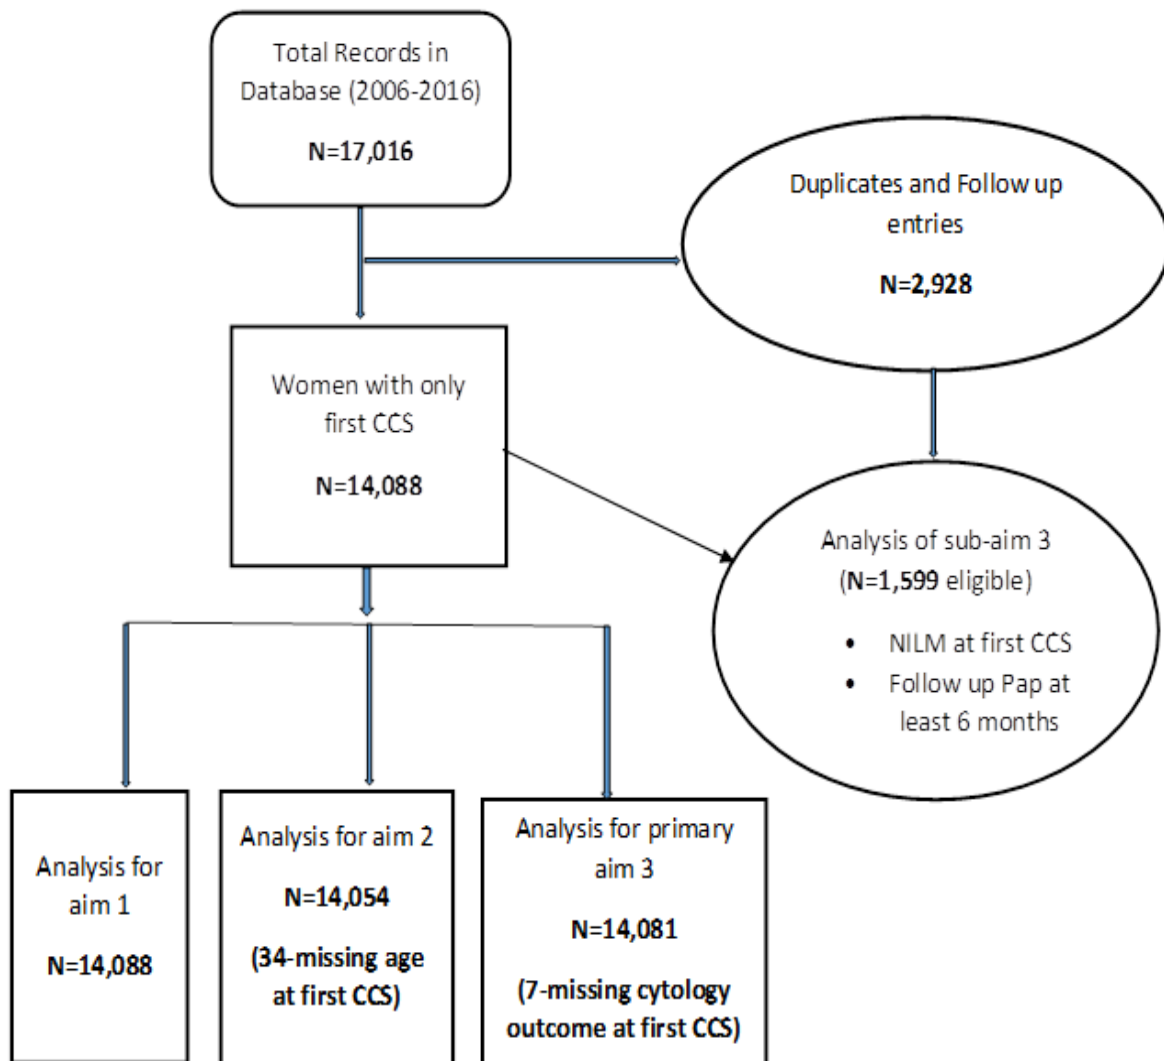 Total Records in
Database (2006-2016)
N=17,016
Duplicates and Follow up
entries
N=2,928
Women with only
first CCS
N=14,088
Analysis of sub-aim 3
(N=1,599 eligible)
• NILM at first CCS
• Follow up Pap at
least 6 months
Analysis for
aim 1
N=14,088
Analysis for aim 2
N=14,054
(34-missing age
at first CCS)
Analysis for primary
aim 3
N=14,081
(7-missing cytology
outcome at first CCS)